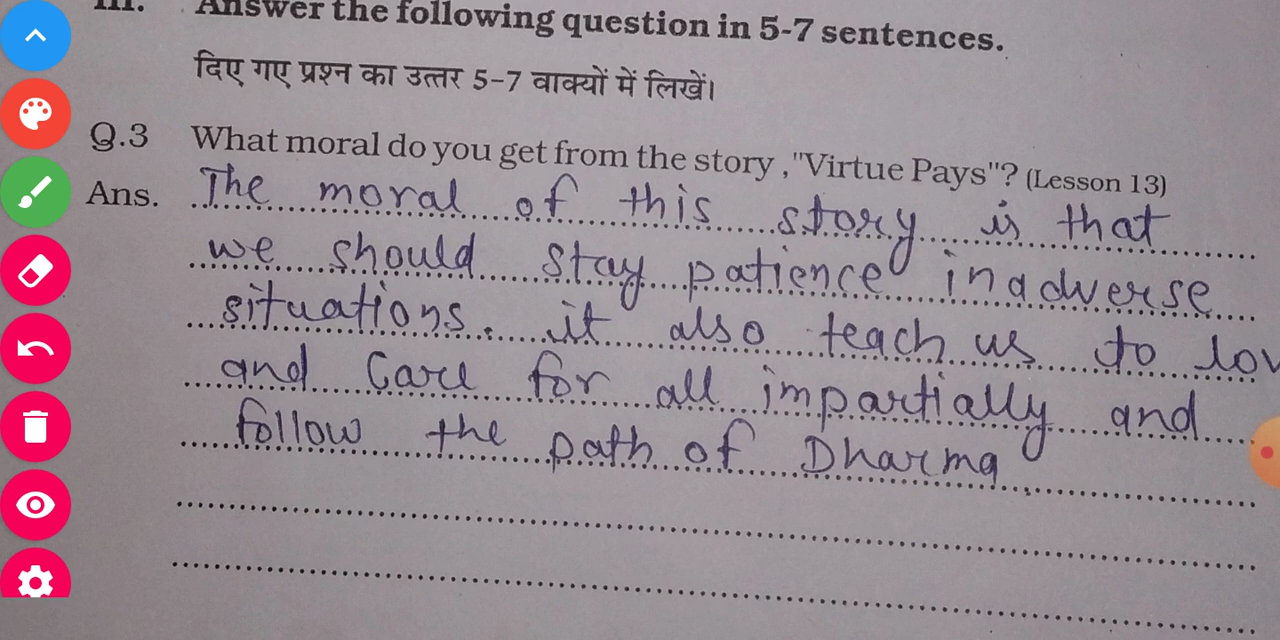 III. Answer the following question in 5-7 sentences.
दिए गए प्रश्न का उत्तर 5-7 वाक्यों में लिखें।
Q.3 What moral do you get from the story ,"Virtue Pays"? (Lesson 13)
Ans. The moral of this story is that
we should stay patience in adverse
situations. it also teach us to lov
and Care for all impartially and
follow the path of Dharma.